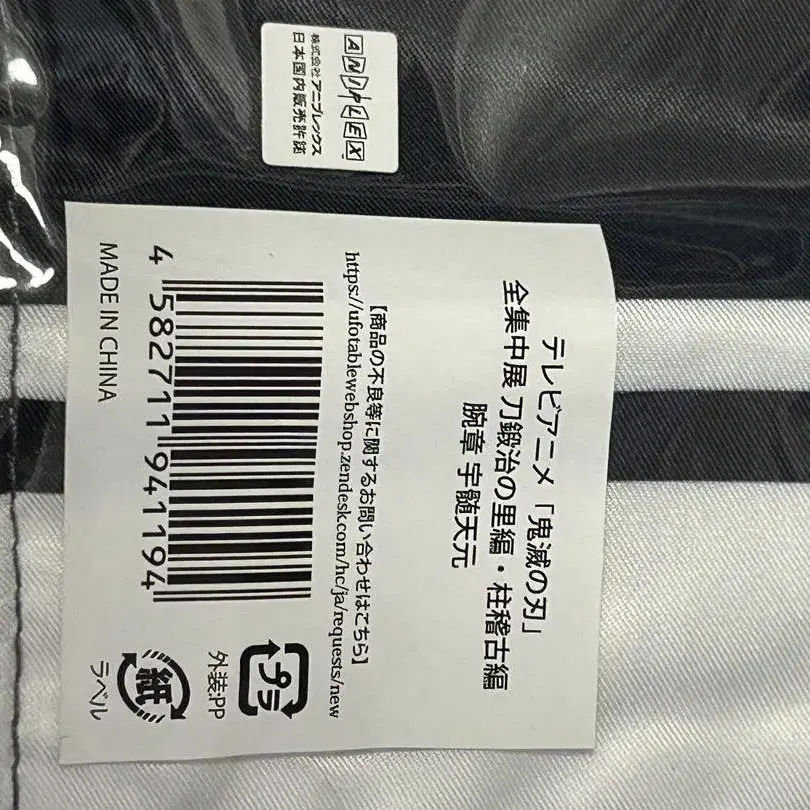 ANIPLEX
株式会社 アニプレックス
日本国内販売許諾
テレビアニメ「鬼滅の刃」
全集中展 刀鍛冶の里編・柱稽古編
腕章 宇髄天元
【商品の不良等に関するお問い合わせはこちら】
https://ufotablewebshop.zendesk.com/hc/ja/requests/new
4 582711 941194
MADE IN CHINA
プラ
外装:PP
紙
ラベル